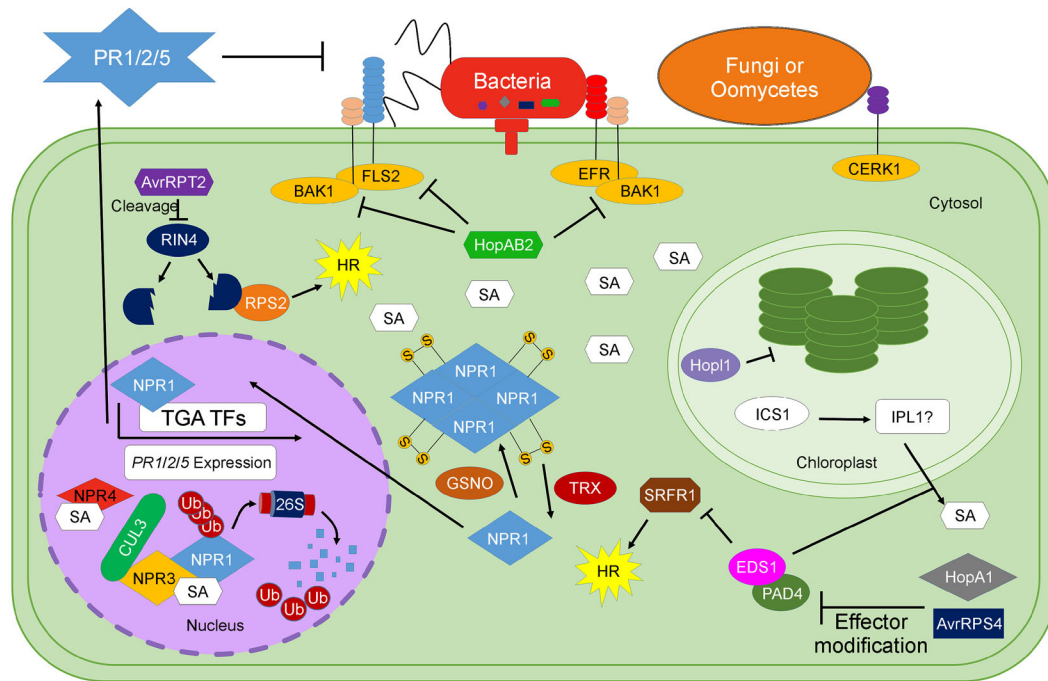 PR1/2/5
Bacteria
Fungi or
Oomycetes
BAK1
FLS2
EFR
BAK1
CERK1
AvrRPT2
Cleavage
RIN4
RPS2
HR
HopAB2
Cytosol
SA
SA
SA
SA
SA
S
S
S
S
NPR1
NPR1
NPR1
NPR1
S
S
S
S
HopI1
ICS1
IPL1?
Chloroplast
SA
NPR1
TGA TFs
PR1/2/5 Expression
NPR4
SA
CUL3
Ub
Ub
Ub
26S
NPR1
NPR3
SA
Ub
Ub
Ub
Nucleus
GSNO
TRX
NPR1
SRFR1
HR
EDS1
PAD4
HopA1
AvrRPS4
Effector
modification